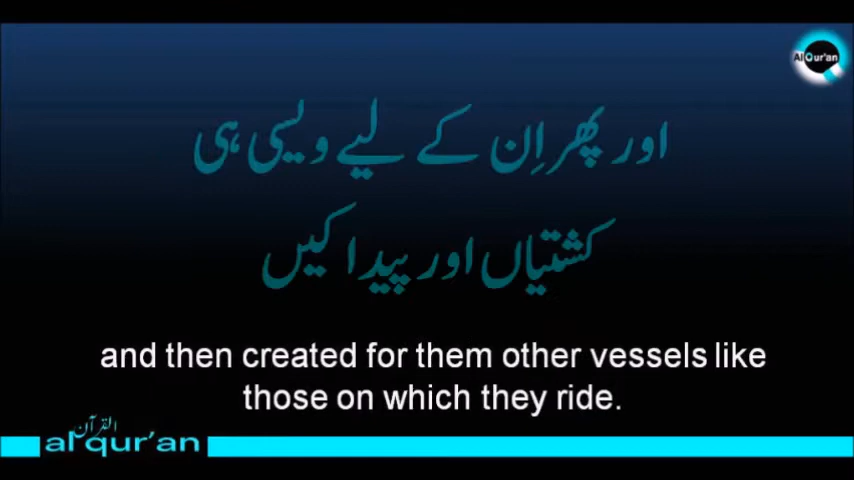 Al Qur'an
اور پھر اِن کے لیے ویسی ہی
کشتیاں اور پیدا کیں
and then created for them other vessels like
those on which they ride.
القرآن
al qur'an